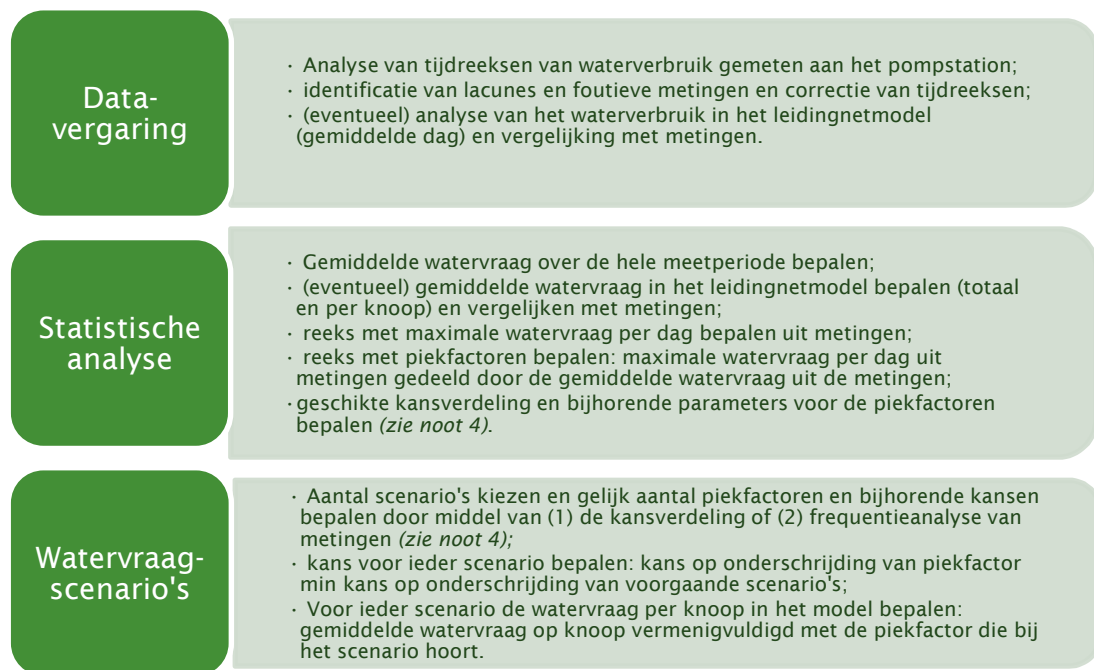 Data-
vergaring
· Analyse van tijdreeksen van waterverbruik gemeten aan het pompstation;
· identificatie van lacunes en foutieve metingen en correctie van tijdreeksen;
· (eventueel) analyse van het waterverbruik in het leidingnetmodel
(gemiddelde dag) en vergelijking met metingen.
Statistische
analyse
· Gemiddelde watervraag over de hele meetperiode bepalen;
· (eventueel) gemiddelde watervraag in het leidingnetmodel bepalen (totaal
en per knoop) en vergelijken met metingen;
· reeks met maximale watervraag per dag bepalen uit metingen;
· reeks met piekfactoren bepalen: maximale watervraag per dag uit
metingen gedeeld door de gemiddelde watervraag uit de metingen;
· geschikte kansverdeling en bijhorende parameters voor de piekfactoren
bepalen (zie noot 4).
Watervraag-
scenario's
· Aantal scenario's kiezen en gelijk aantal piekfactoren en bijhorende kansen
bepalen door middel van (1) de kansverdeling of (2) frequentieanalyse van
metingen (zie noot 4);
· kans voor ieder scenario bepalen: kans op onderschrijding van piekfactor
min kans op onderschrijding van voorgaande scenario's;
· Voor ieder scenario de watervraag per knoop in het model bepalen:
gemiddelde watervraag op knoop vermenigvuldigd met de piekfactor die bij
het scenario hoort.